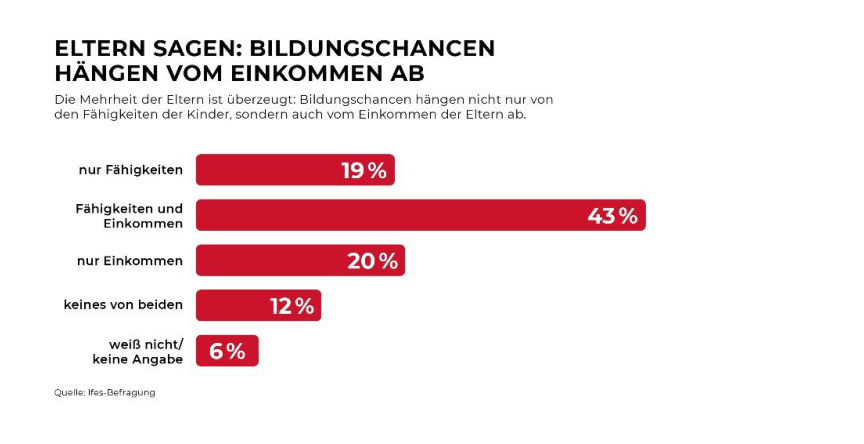 ELTERN SAGEN: BILDUNGSCHANCEN
HÄNGEN VOM EINKOMMEN AB
Die Mehrheit der Eltern ist überzeugt: Bildungschancen hängen nicht nur von
den Fähigkeiten der Kinder, sondern auch vom Einkommen der Eltern ab.
nur Fähigkeiten
19 %
Fähigkeiten und
Einkommen
43 %
nur Einkommen
20 %
keines von beiden
12 %
weiß nicht/
keine Angabe
6 %
Quelle: Ifes-Befragung